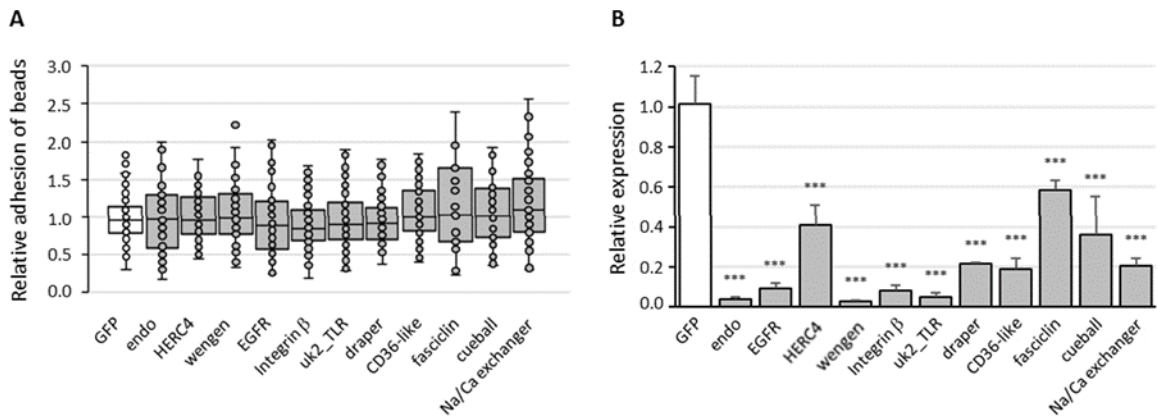 A
Relative adhesion of beads
3.0
2.5
2.0
1.5
1.0
0.5
0.0
GFP
endo
HERC4
wengen
EGFR
Integrin β
uk2_TLR
draper
CD36-like
fasciclin
cueball
Na/Ca exchanger
B
Relative expression
1.2
1.0
0.8
0.6
0.4
0.2
0.0
***
***
***
***
***
***
***
***
***
***
***
GFP
endo
EGFR
HERC4
wengen
Integrin β
uk2_TLR
draper
CD36-like
fasciclin
cueball
Na/Ca exchanger